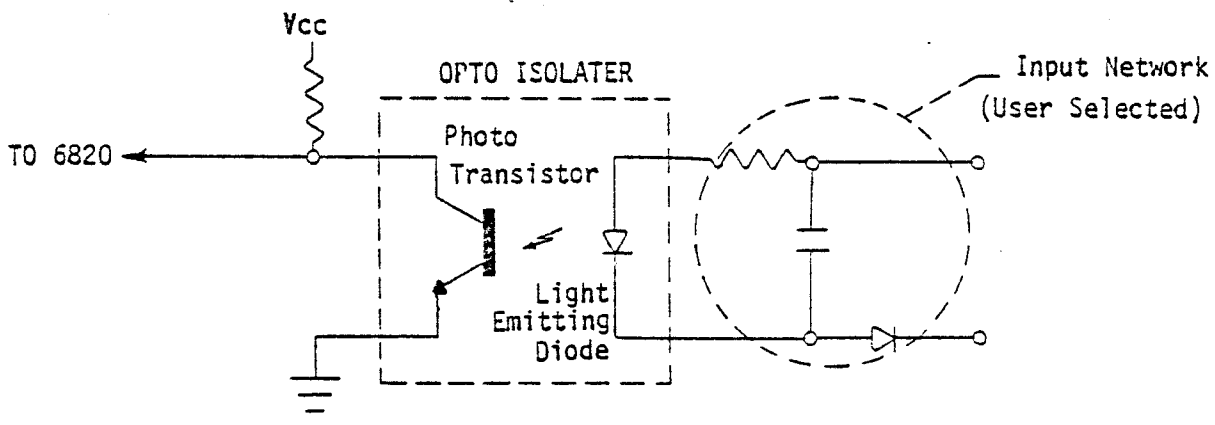 Vcc
OPTO ISOLATER
Input Network
(User Selected)
TO 6820
Photo
Transistor
Light
Emitting
Diode